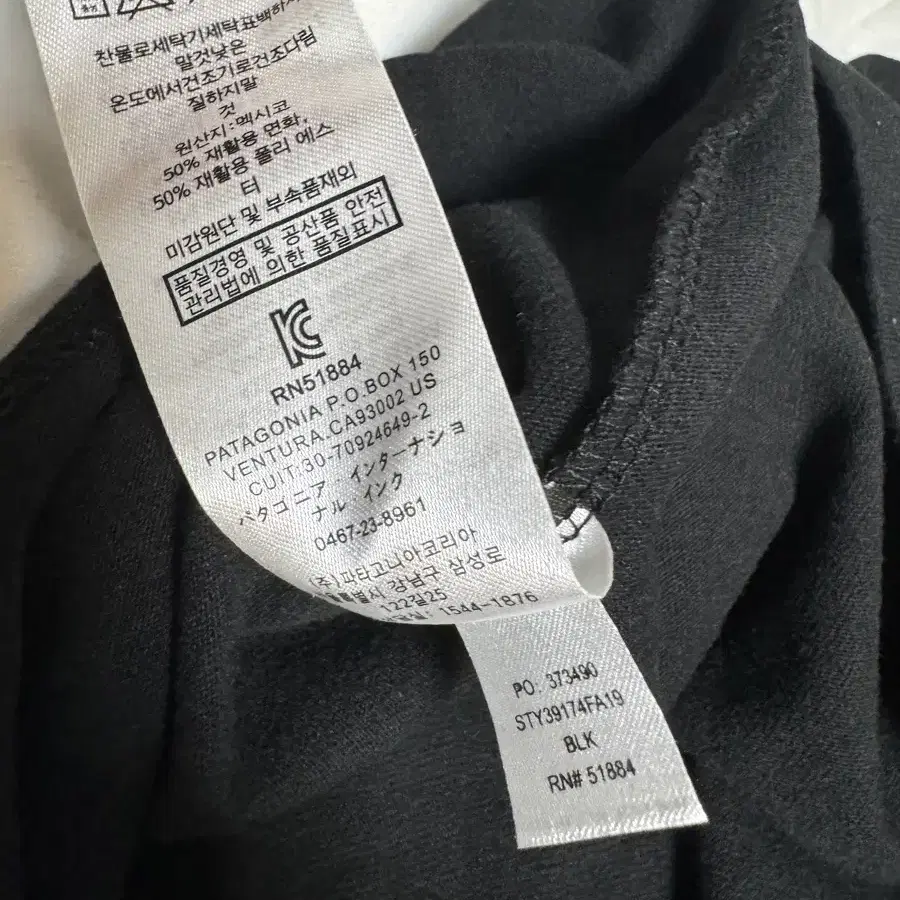 찬물로세탁기세탁표백하지
말것낮은
온도에서건조기로건조다림
질하지말
것
원산지:멕시코
50% 재활용 면화,
50% 재활용 폴리 에스
터
미감원단 및 부속품재외
품질경영 및 공산품 안전
관리법에 의한 품질표시
RN51884
PATAGONIA P.O.BOX 150
VENTURA.CA93002 US
CUIT:30-70924649-2
パタゴニア・インターナショ
ナル インク
0467-23-8961
(주)파타고니아코리아
강남구 삼성로
122길25
1544-1876
PO: 373490
STY39174FA19
BLK
RN# 51884